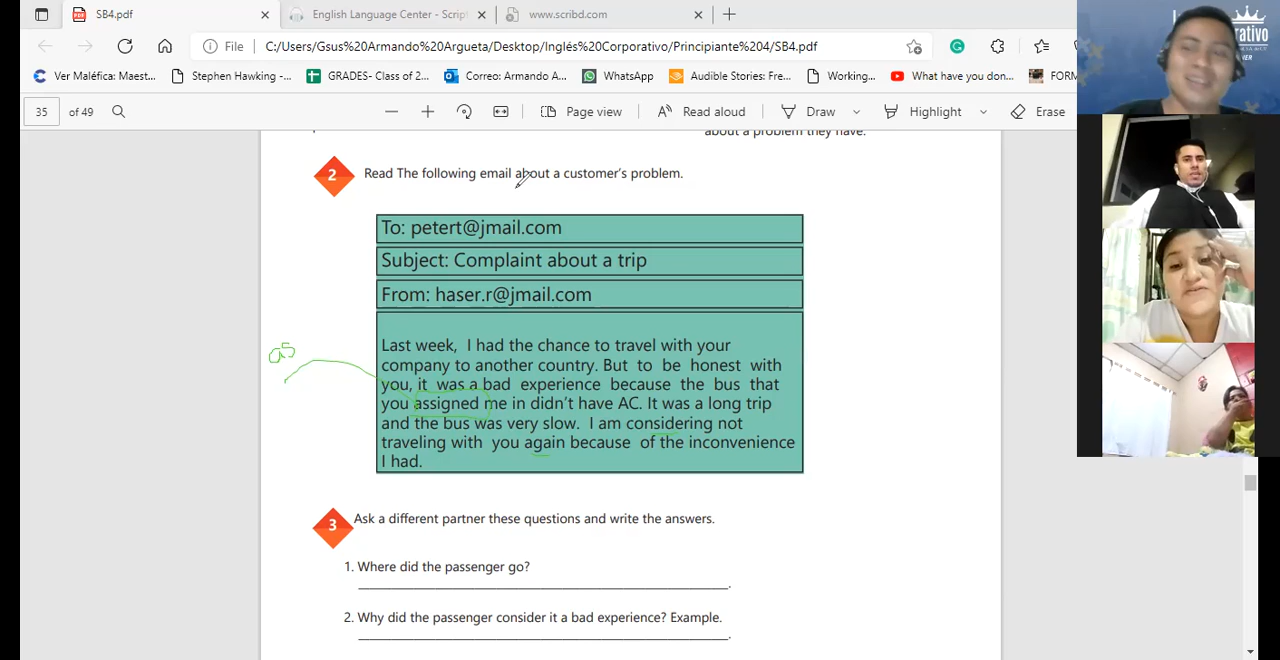 SB4.pdf
English Language Center - Script
www.scribd.com
File
C:/Users/Gsus%20Armando%20Argueta/Desktop/Inglés%20Corporativo/Principiante%204/SB4.pdf
Ver Maléfica: Maest...
Stephen Hawking -...
GRADES- Class of 2...
Correo: Armando A...
WhatsApp
Audible Stories: Free...
Working...
What have you don...
FORM
35 of 49
Page view
Read aloud
Draw
Highlight
Erase
about a problem they have.
2 Read The following email about a customer's problem.
To: petert@jmail.com
Subject: Complaint about a trip
From: haser.r@jmail.com
a5
Last week, I had the chance to travel with your
company to another country. But to be honest with
you, it was a bad experience because the bus that
you assigned me in didn't have AC. It was a long trip
and the bus was very slow. I am considering not
traveling with you again because of the inconvenience
I had.
3 Ask a different partner these questions and write the answers.
1. Where did the passenger go?
2. Why did the passenger consider it a bad experience? Example.